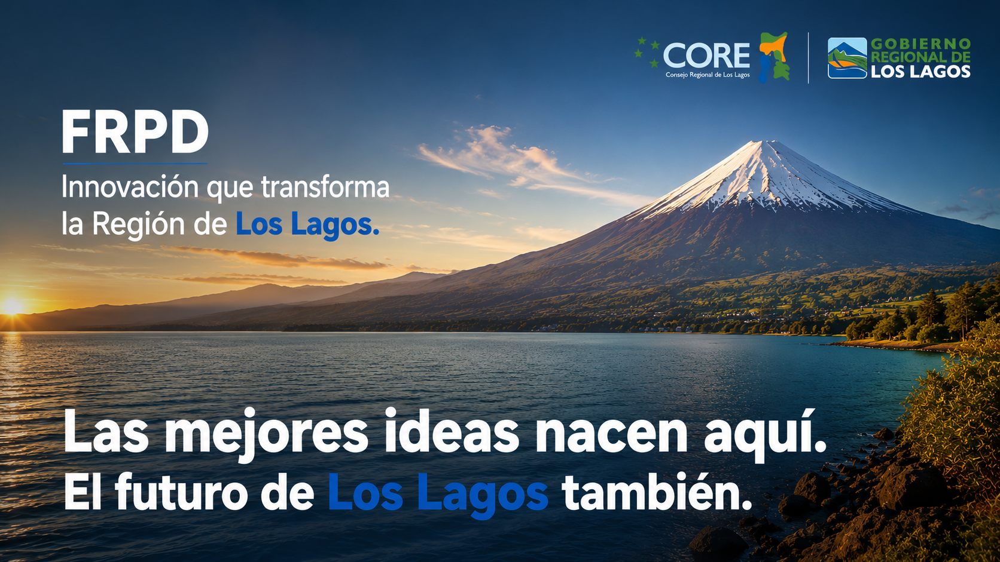 CORE
Consejo Regional de Los Lagos
GOBIERNO
REGIONAL DE
LOS LAGOS
FRPD
Innovación que transforma
la Región de Los Lagos.
Las mejores ideas nacen aquí.
El futuro de Los Lagos también.